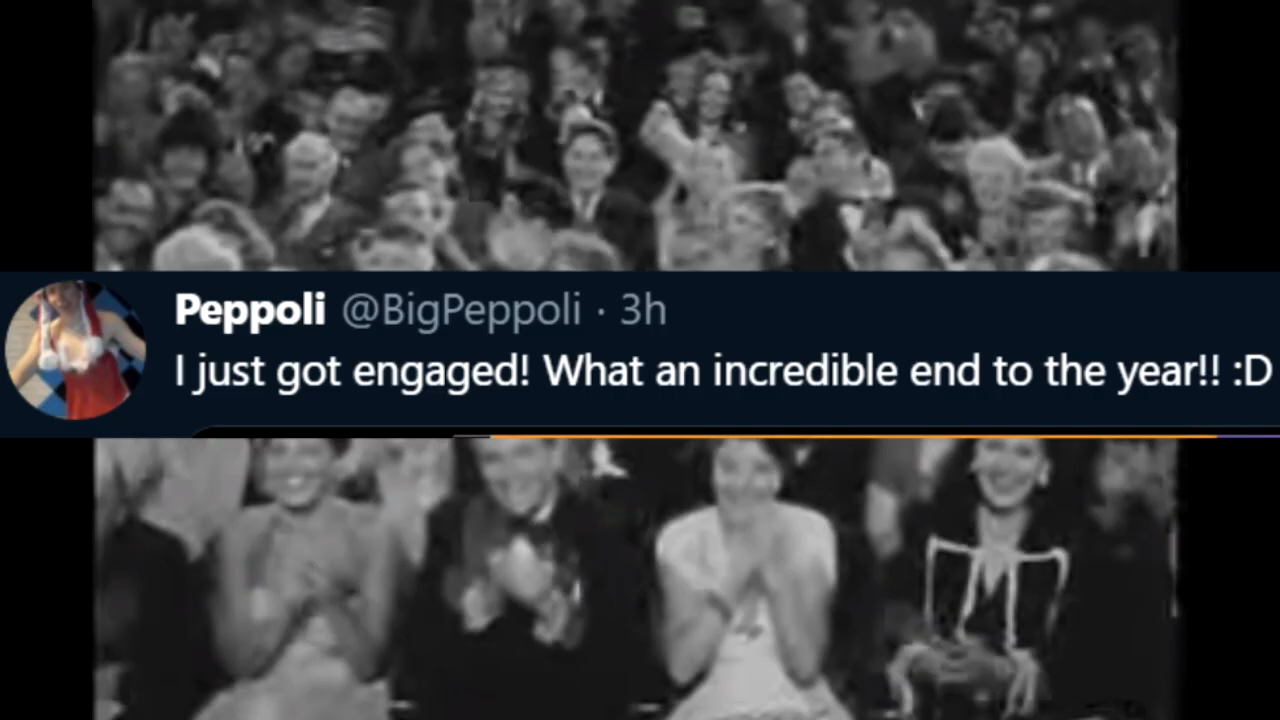 Peppoli @BigPeppoli · 3h
I just got engaged! What an incredible end to the year!! :D